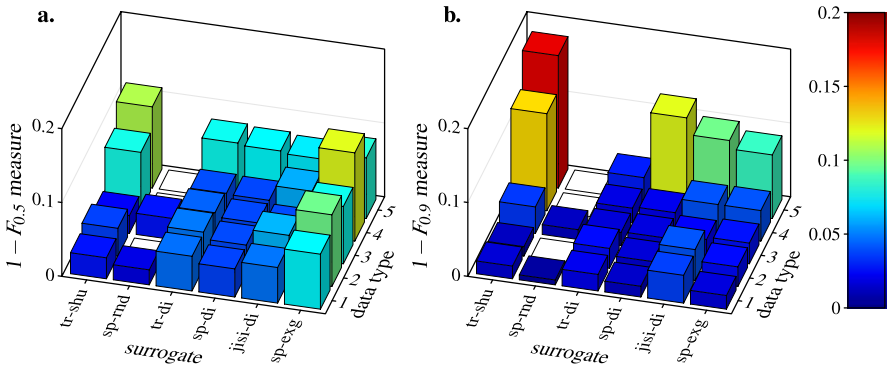 a.
1 − F0.5 measure
0.2
0.1
0
tr-shu
sp-rnd
tr-di
sp-di
jisi-di
sp-exg
surrogate
1
2
3
4
5
data type
b.
1 − F0.9 measure
0.2
0.1
0
tr-shu
sp-rnd
tr-di
sp-di
jisi-di
sp-exg
surrogate
1
2
3
4
5
data type
0.2
0.15
0.1
0.05
0